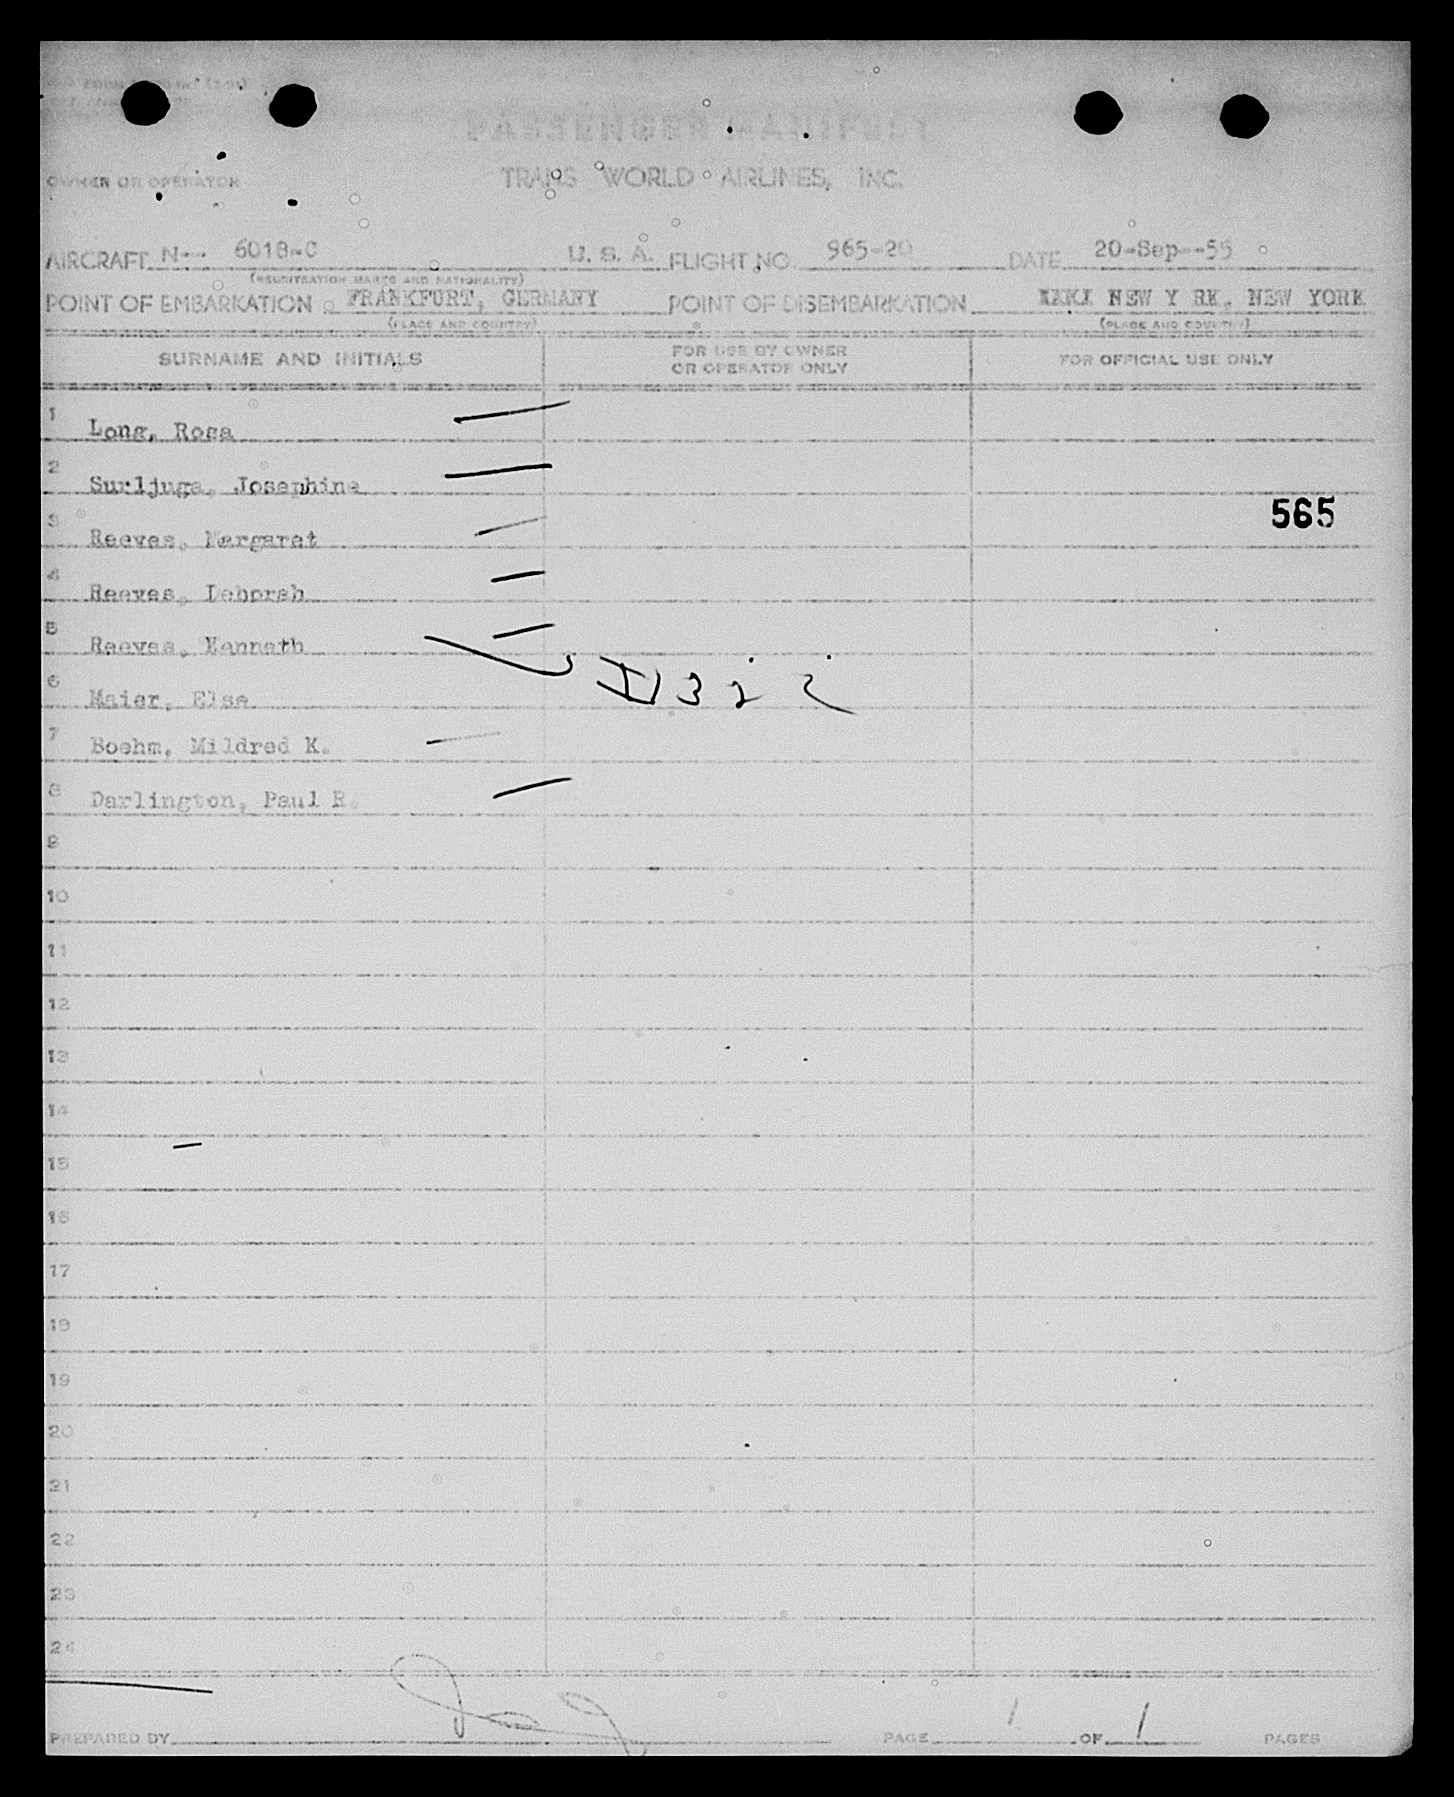 PASSENGER MANIFEST
OWNER OR OPERATOR TRANS WORLD AIRLINES, INC.
AIRCRAFT N-- 6018-C U. S. A. FLIGHT NO. 965-20 DATE 20-Sep--55
(REGISTRATION MARKS AND NATIONALITY)
POINT OF EMBARKATION FRANKFURT, GERMANY POINT OF DISEMBARKATION NEW Y RK, NEW YORK
(PLACE AND COUNTRY) (PLACE AND COUNTRY)
SURNAME AND INITIALS FOR USE BY OWNER OR OPERATOR ONLY FOR OFFICIAL USE ONLY
1 Long, Rosa
2 Surljuga, Josephine
565
3 Reeves, Margaret
4 Reeves, Deborah
5 Reeves, Kenneth
6 Maier, Else
7 Boehm, Mildred K.
8 Darlington, Paul R.
9
10
11
12
13
14
15
16
17
18
19
20
21
22
23
24
PREPARED BY PAGE 1 OF 1 PAGES